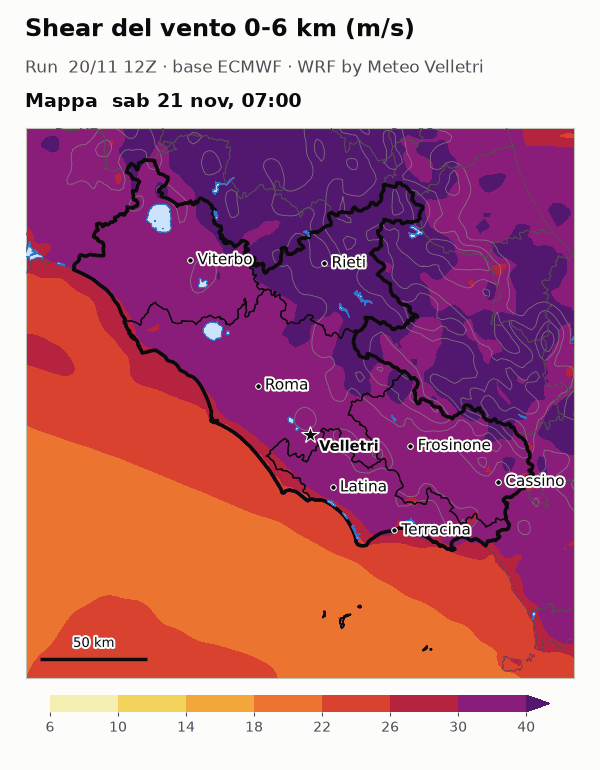 Shear del vento 0-6 km (m/s)
Run  20/11 12Z · base ECMWF · WRF by Meteo Velletri
Mappa  sab 21 nov, 07:00
Viterbo
Rieti
Roma
Velletri
Frosinone
Cassino
Latina
Terracina
50 km
6 10 14 18 22 26 30 40